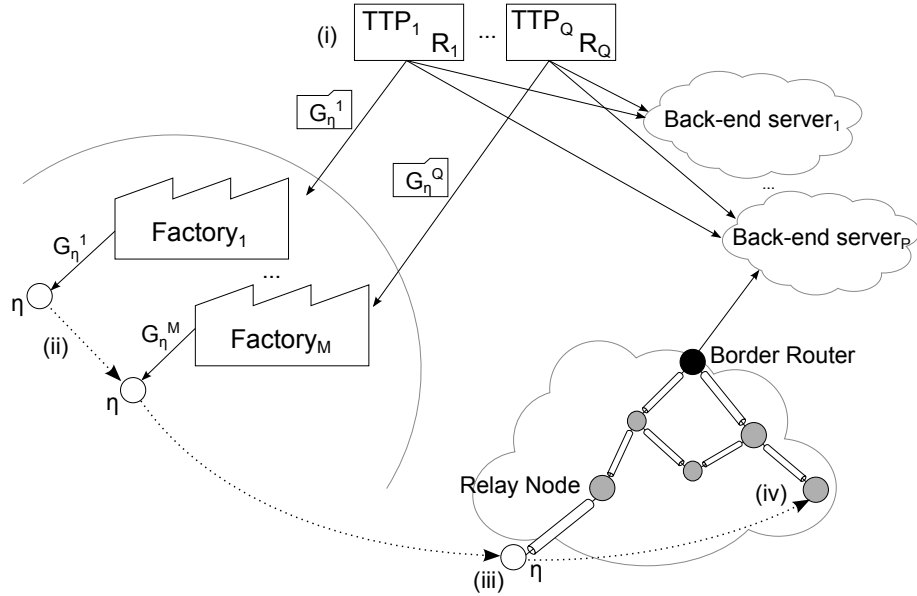 (i)
TTP1
R1
...
TTPQ
RQ
Gη1
GηQ
Back-end server1
...
Back-end serverP
Factory1
Gη1
η
...
FactoryM
GηM
(ii)
η
Border Router
Relay Node
(iv)
(iii)
η